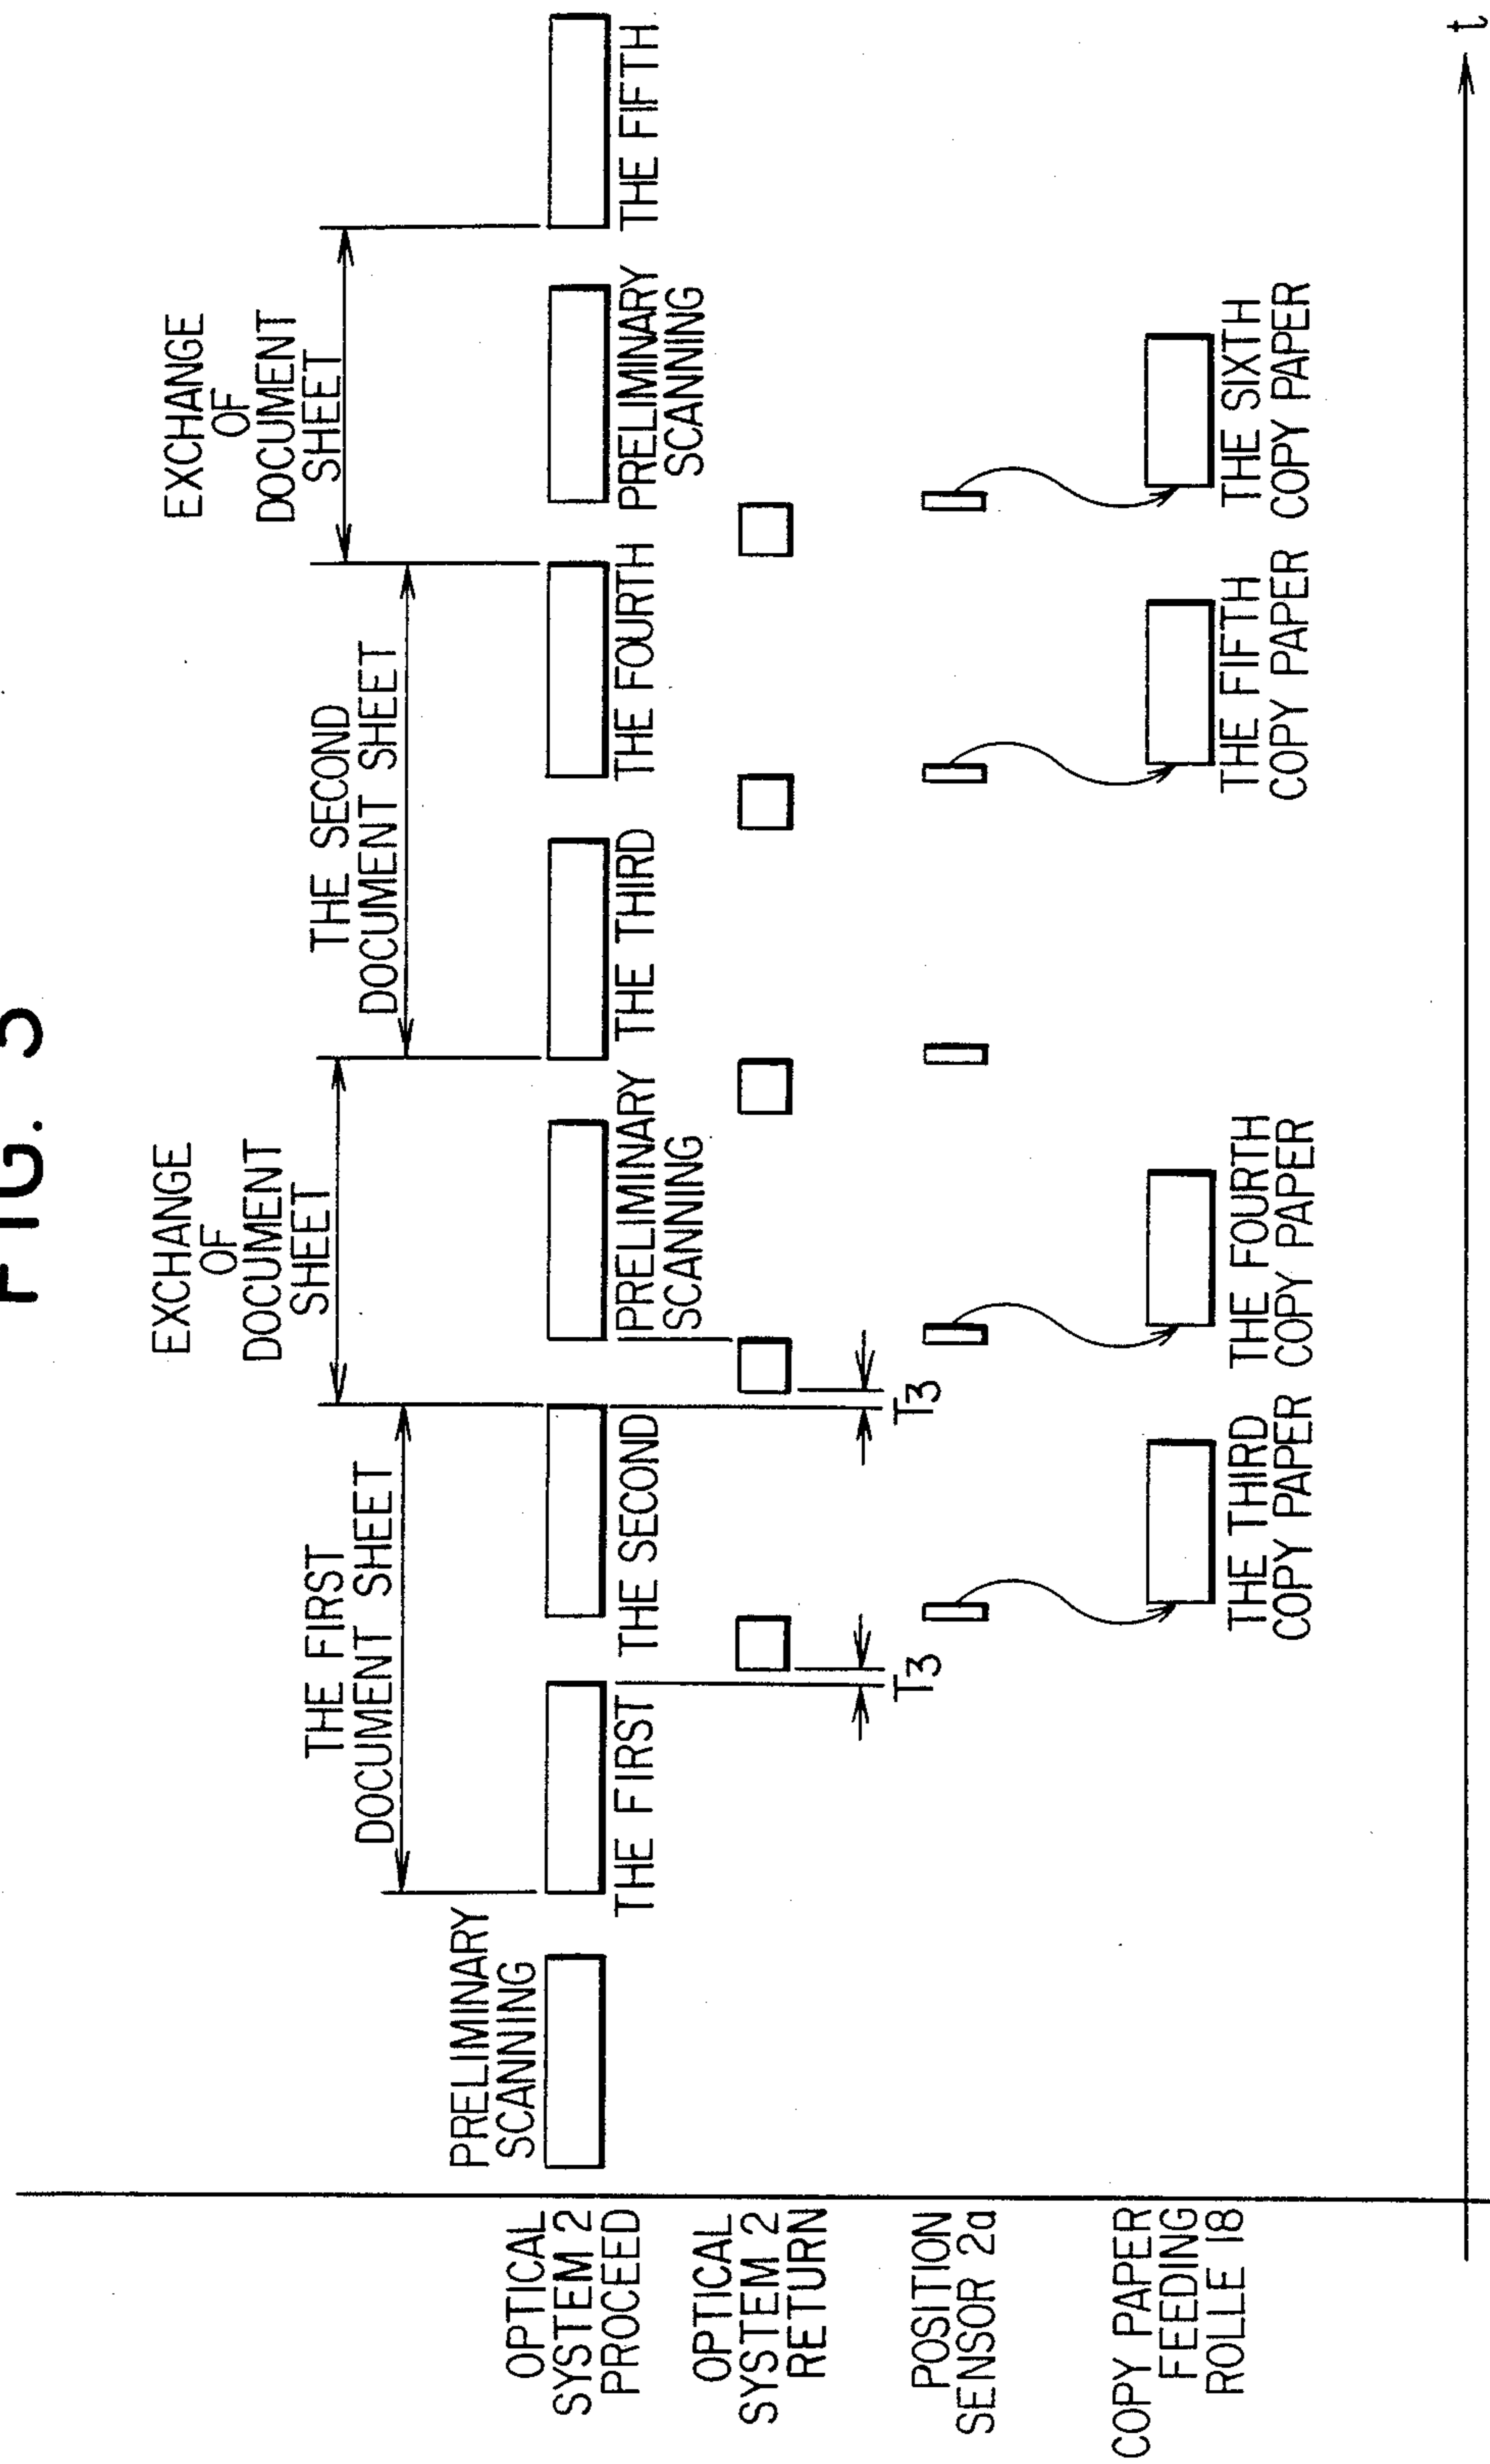 FIG. 3
EXCHANGE
OF
DOCUMENT
SHEET
EXCHANGE
OF
DOCUMENT
SHEET
THE FIRST
DOCUMENT SHEET
THE SECOND
DOCUMENT SHEET
PRELIMINARY
SCANNING
OPTICAL
SYSTEM 2
PROCEED
THE FIRST
THE SECOND
PRELIMINARY
SCANNING
THE THIRD
THE FOURTH
PRELIMINARY
SCANNING
THE FIFTH
OPTICAL
SYSTEM 2
RETURN
T3
T3
POSITION
SENSOR 2a
COPY PAPER
FEEDING
ROLLE 18
THE THIRD
COPY PAPER
THE FOURTH
COPY PAPER
THE FIFTH
COPY PAPER
THE SIXTH
COPY PAPER
t